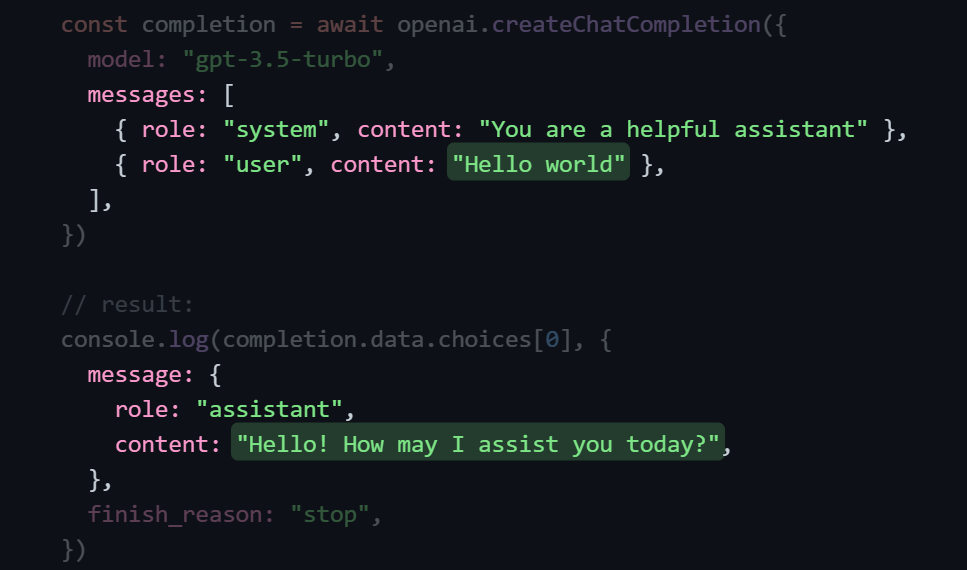 const completion = await openai.createChatCompletion({
model: "gpt-3.5-turbo",
messages: [
{ role: "system", content: "You are a helpful assistant" },
{ role: "user", content: "Hello world" },
],
})
// result:
console.log(completion.data.choices[0], {
message: {
role: "assistant",
content: "Hello! How may I assist you today?",
},
finish_reason: "stop",
})